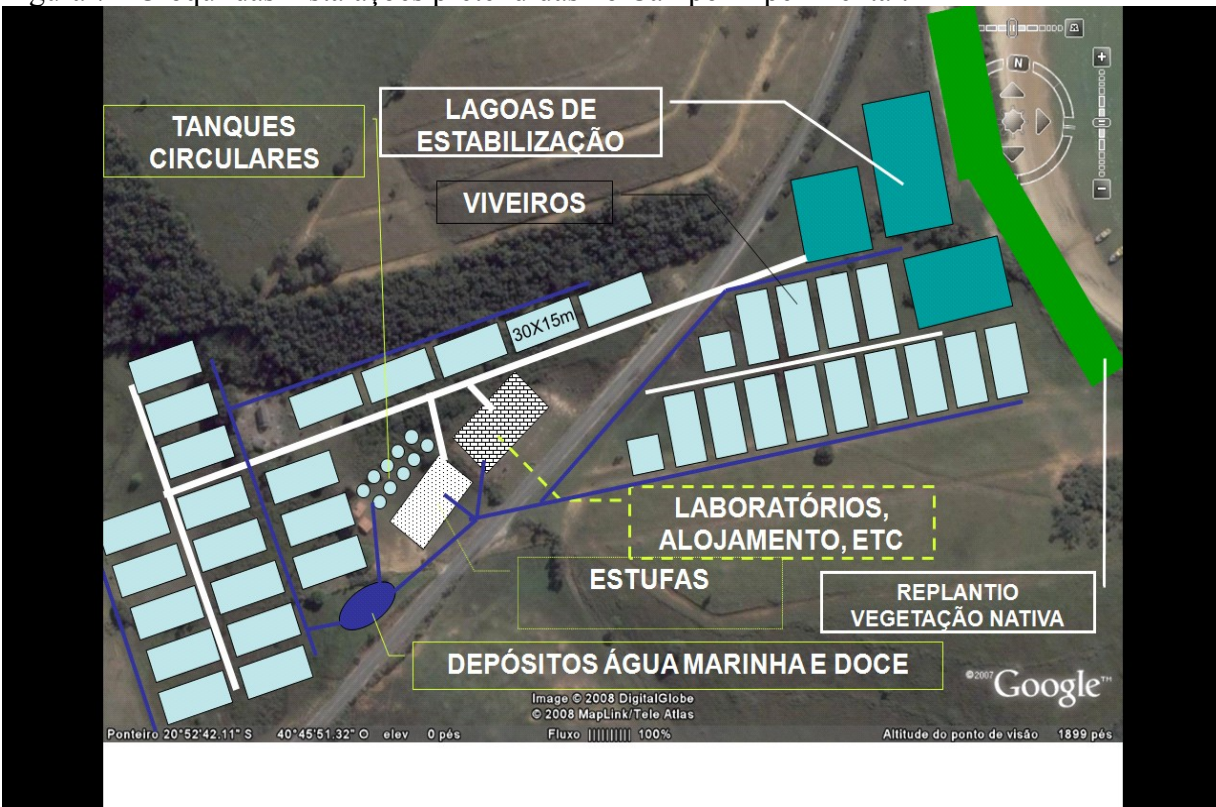 TANQUES
CIRCULARES
LAGOAS DE
ESTABILIZAÇÃO
VIVEIROS
N
30X15m
LABORATÓRIOS,
ALOJAMENTO, ETC
ESTUFAS
REPLANTIO
VEGETAÇÃO NATIVA
DEPÓSITOS ÁGUA MARINHA E DOCE
©2007 Google™
Image © 2008 DigitalGlobe
© 2008 MapLink/Tele Atlas
Ponteiro 20°52'42.11" S 40°45'51.32" O elev 0 pés Fluxo ||||||||| 100% Altitude do ponto de visão 1899 pés